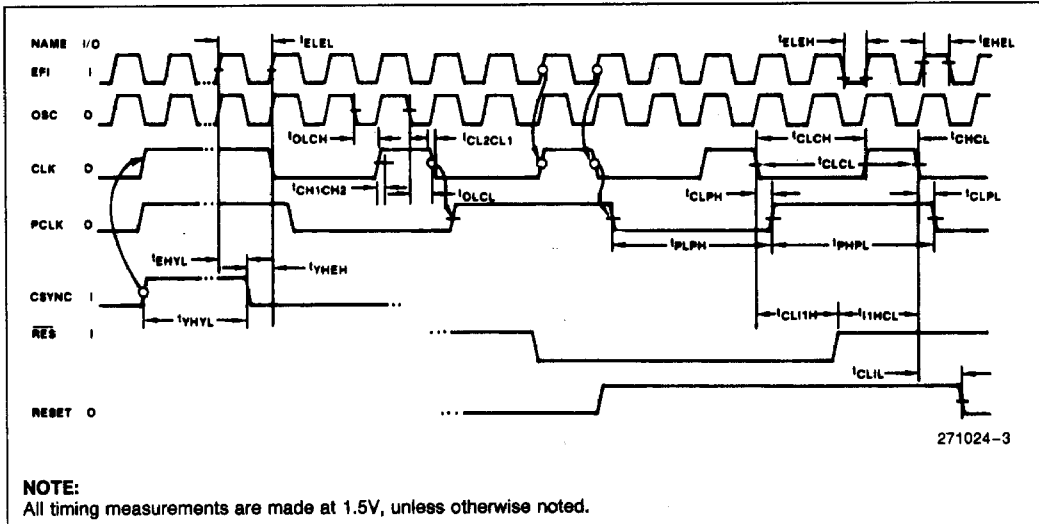 NAME I/O
tELEL
tELEH
tEHEL
EFI I
OSC O
tOLCH
tCL2CL1
tCLCH
tCHCL
CLK O
tCLCL
tCH1CH2
tOLCL
tCLPH
tCLPL
PCLK O
tEHYL
tYHEH
tPLPH
tPHPL
CSYNC I
tYHYL
tCLI1H
tI1HCL
RES I
tCLIL
RESET O
271024-3
NOTE:
All timing measurements are made at 1.5V, unless otherwise noted.